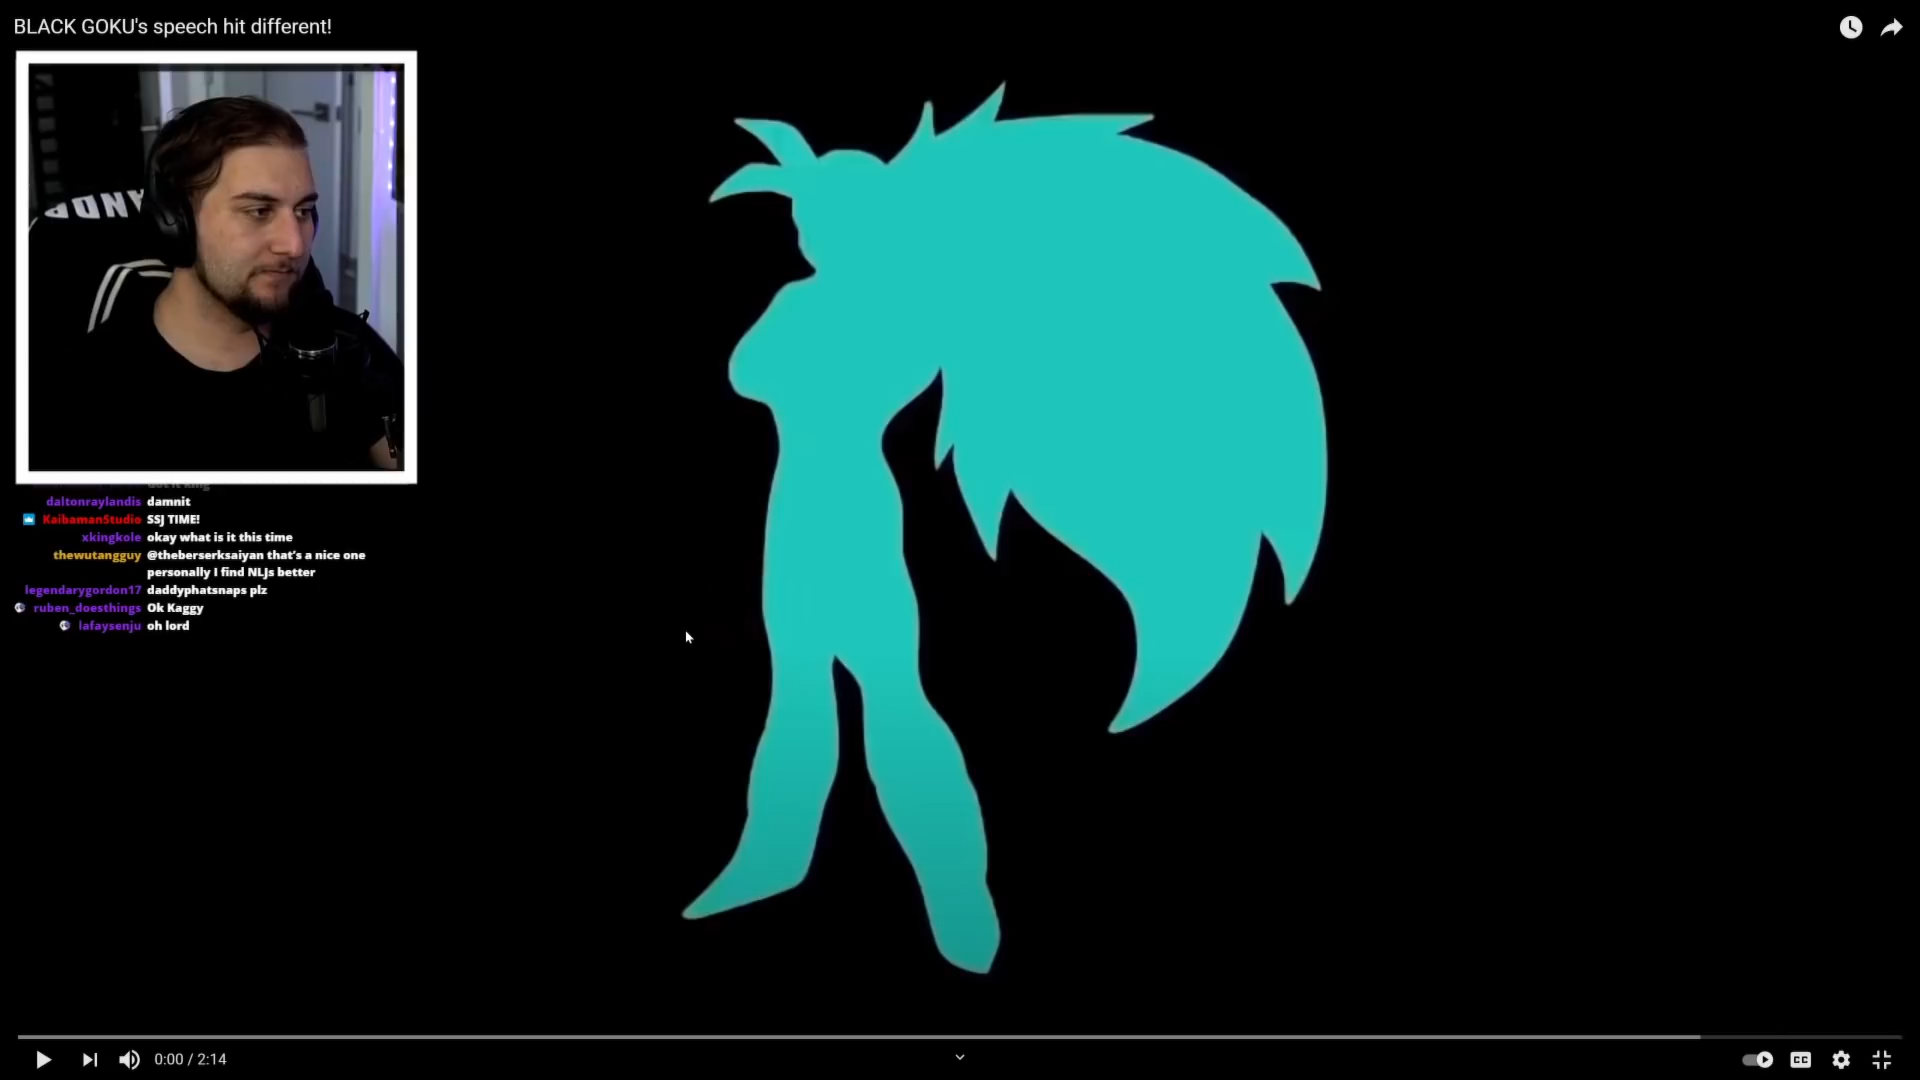 BLACK GOKU's speech hit different!
daltonraylandis damnit
KaibamanStudio SSJ TIME!
xkingkole okay what is it this time
thewutangguy @theberserksaiyan that's a nice one
personally I find NLJs better
legendarygordon17 daddyphatsnaps plz
ruben_doesthings Ok Kaggy
lafaysenju oh lord
0:00 / 2:14
CC